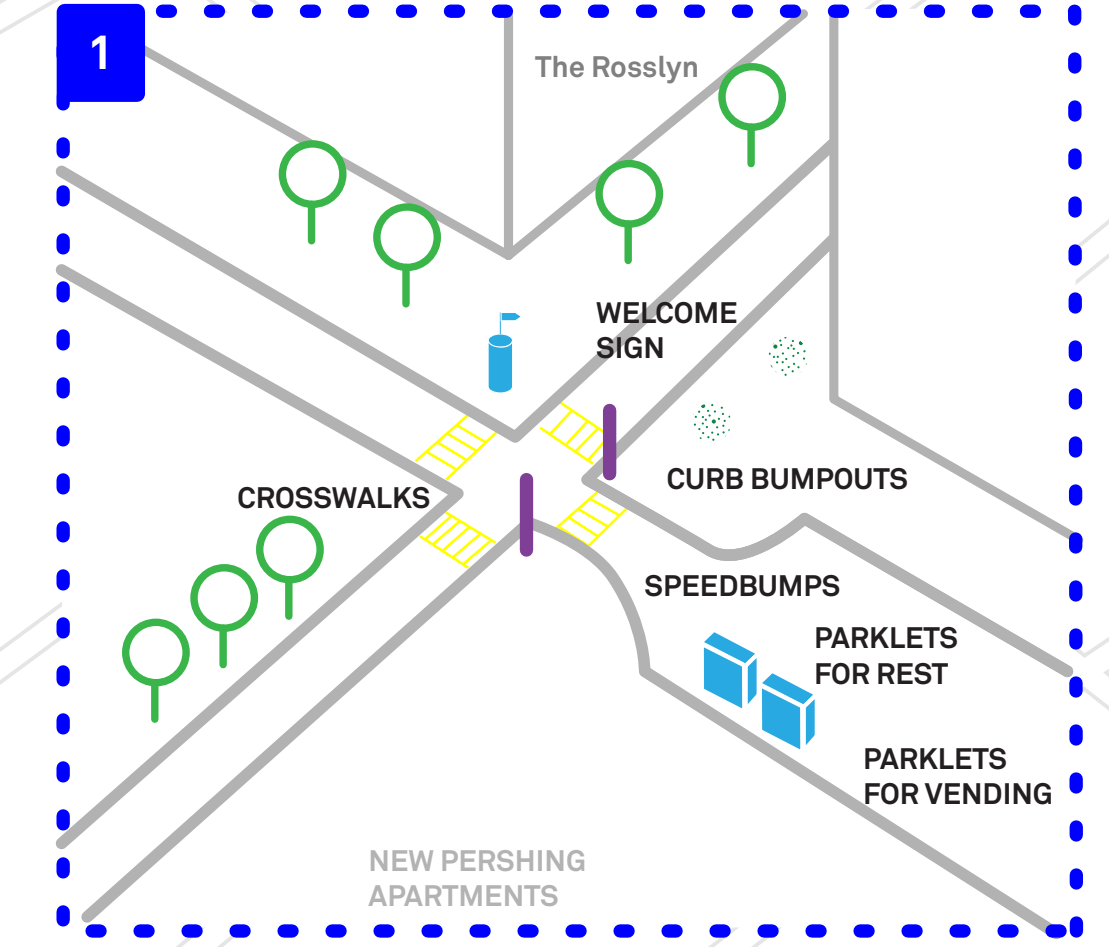 1
The Rosslyn
WELCOME
SIGN
CURB BUMPOUTS
CROSSWALKS
SPEEDBUMPS
PARKLETS
FOR REST
PARKLETS
FOR VENDING
NEW PERSHING
APARTMENTS